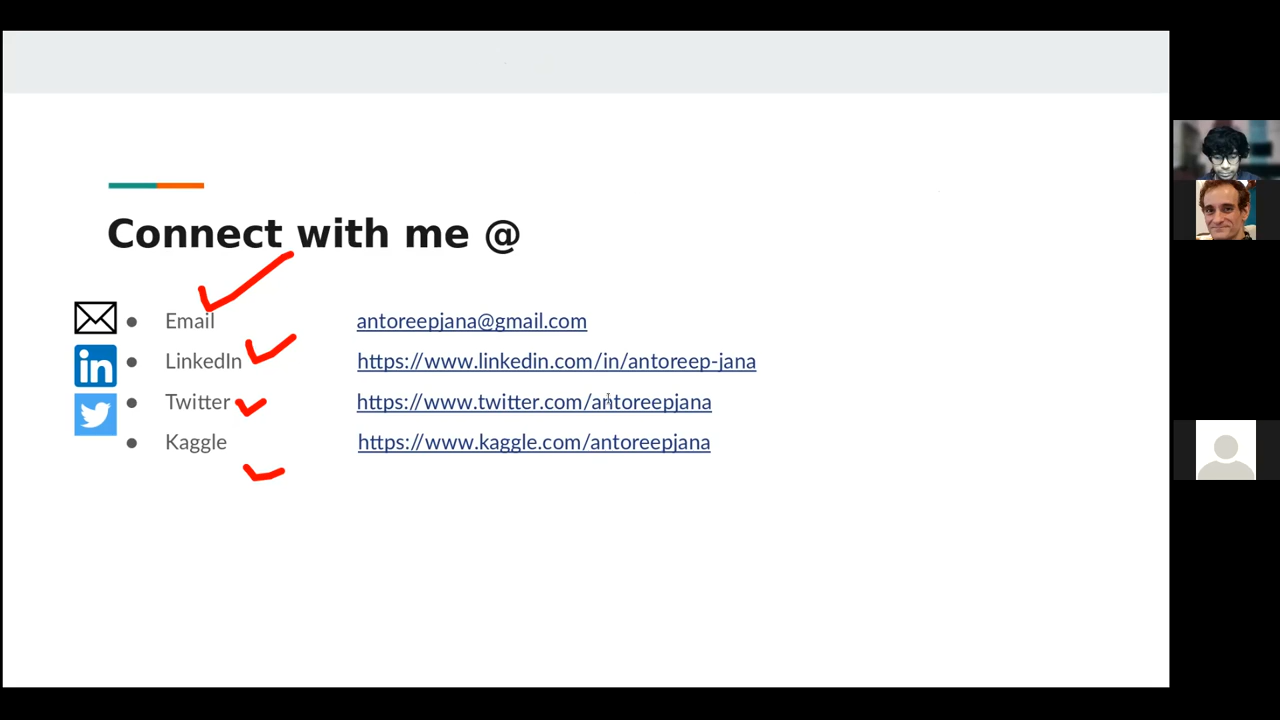 Connect with me @
● Email antoreepjana@gmail.com
● LinkedIn https://www.linkedin.com/in/antoreep-jana
● Twitter https://www.twitter.com/antoreepjana
● Kaggle https://www.kaggle.com/antoreepjana